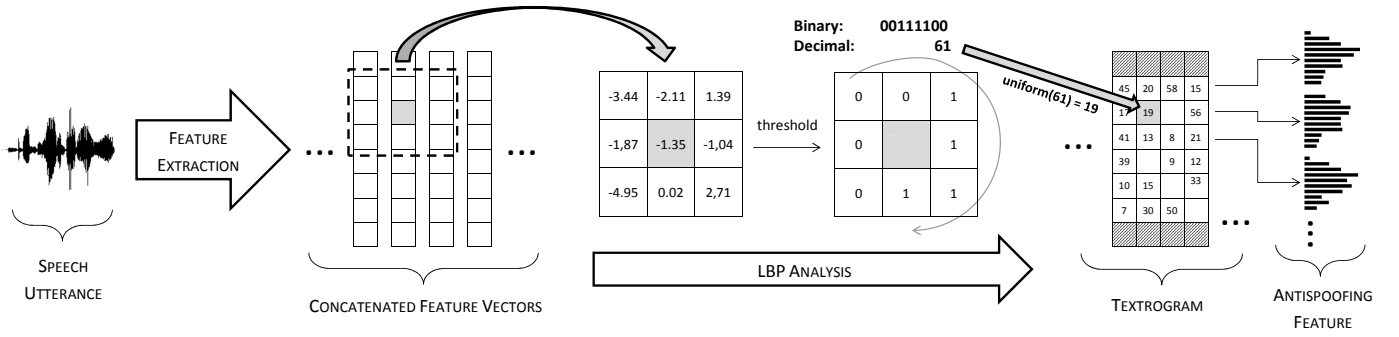 Binary: 00111100
Decimal: 61
FEATURE
EXTRACTION
...
...
-3.44 -2.11 1.39
-1,87 -1.35 -1,04
-4.95 0.02 2,71
threshold
0 0 1
0 1
0 1 1
uniform(61) = 19
...
45 20 58 15
17 19 56
41 13 8 21
39 9 12
10 15 33
7 30 50
...
SPEECH
UTTERANCE
CONCATENATED FEATURE VECTORS
LBP ANALYSIS
TEXTROGRAM
ANTISPOOFING
FEATURE